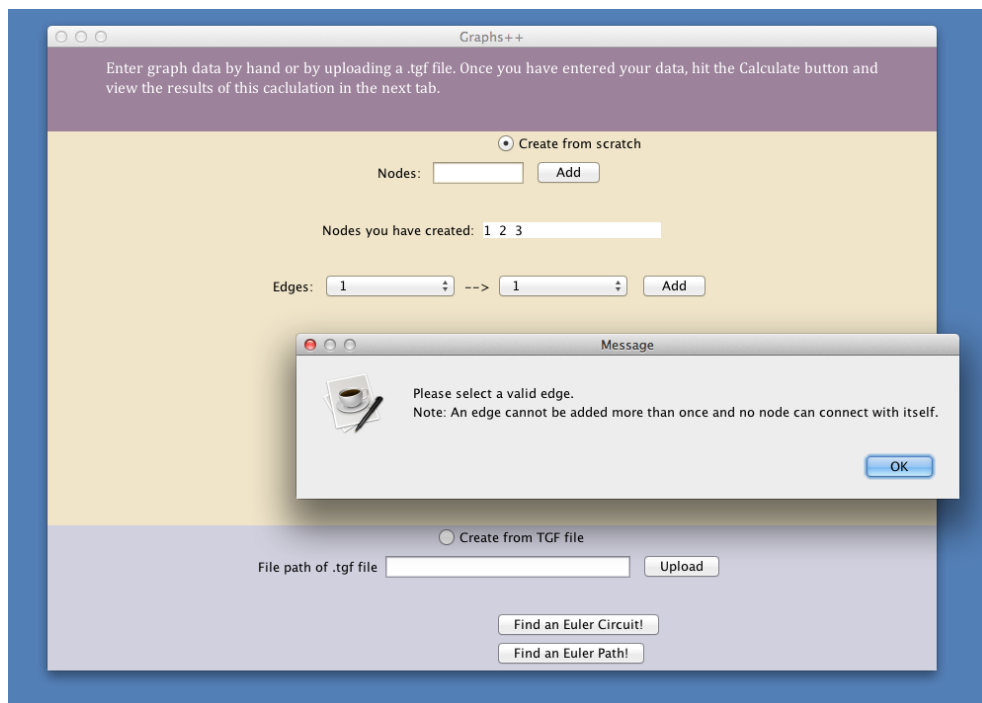 Graphs++
Enter graph data by hand or by uploading a .tgf file. Once you have entered your data, hit the Calculate button and
view the results of this caclulation in the next tab.
Create from scratch
Nodes: Add
Nodes you have created: 1 2 3
Edges: 1 --> 1 Add
Message
Please select a valid edge.
Note: An edge cannot be added more than once and no node can connect with itself.
OK
Create from TGF file
File path of .tgf file Upload
Find an Euler Circuit!
Find an Euler Path!